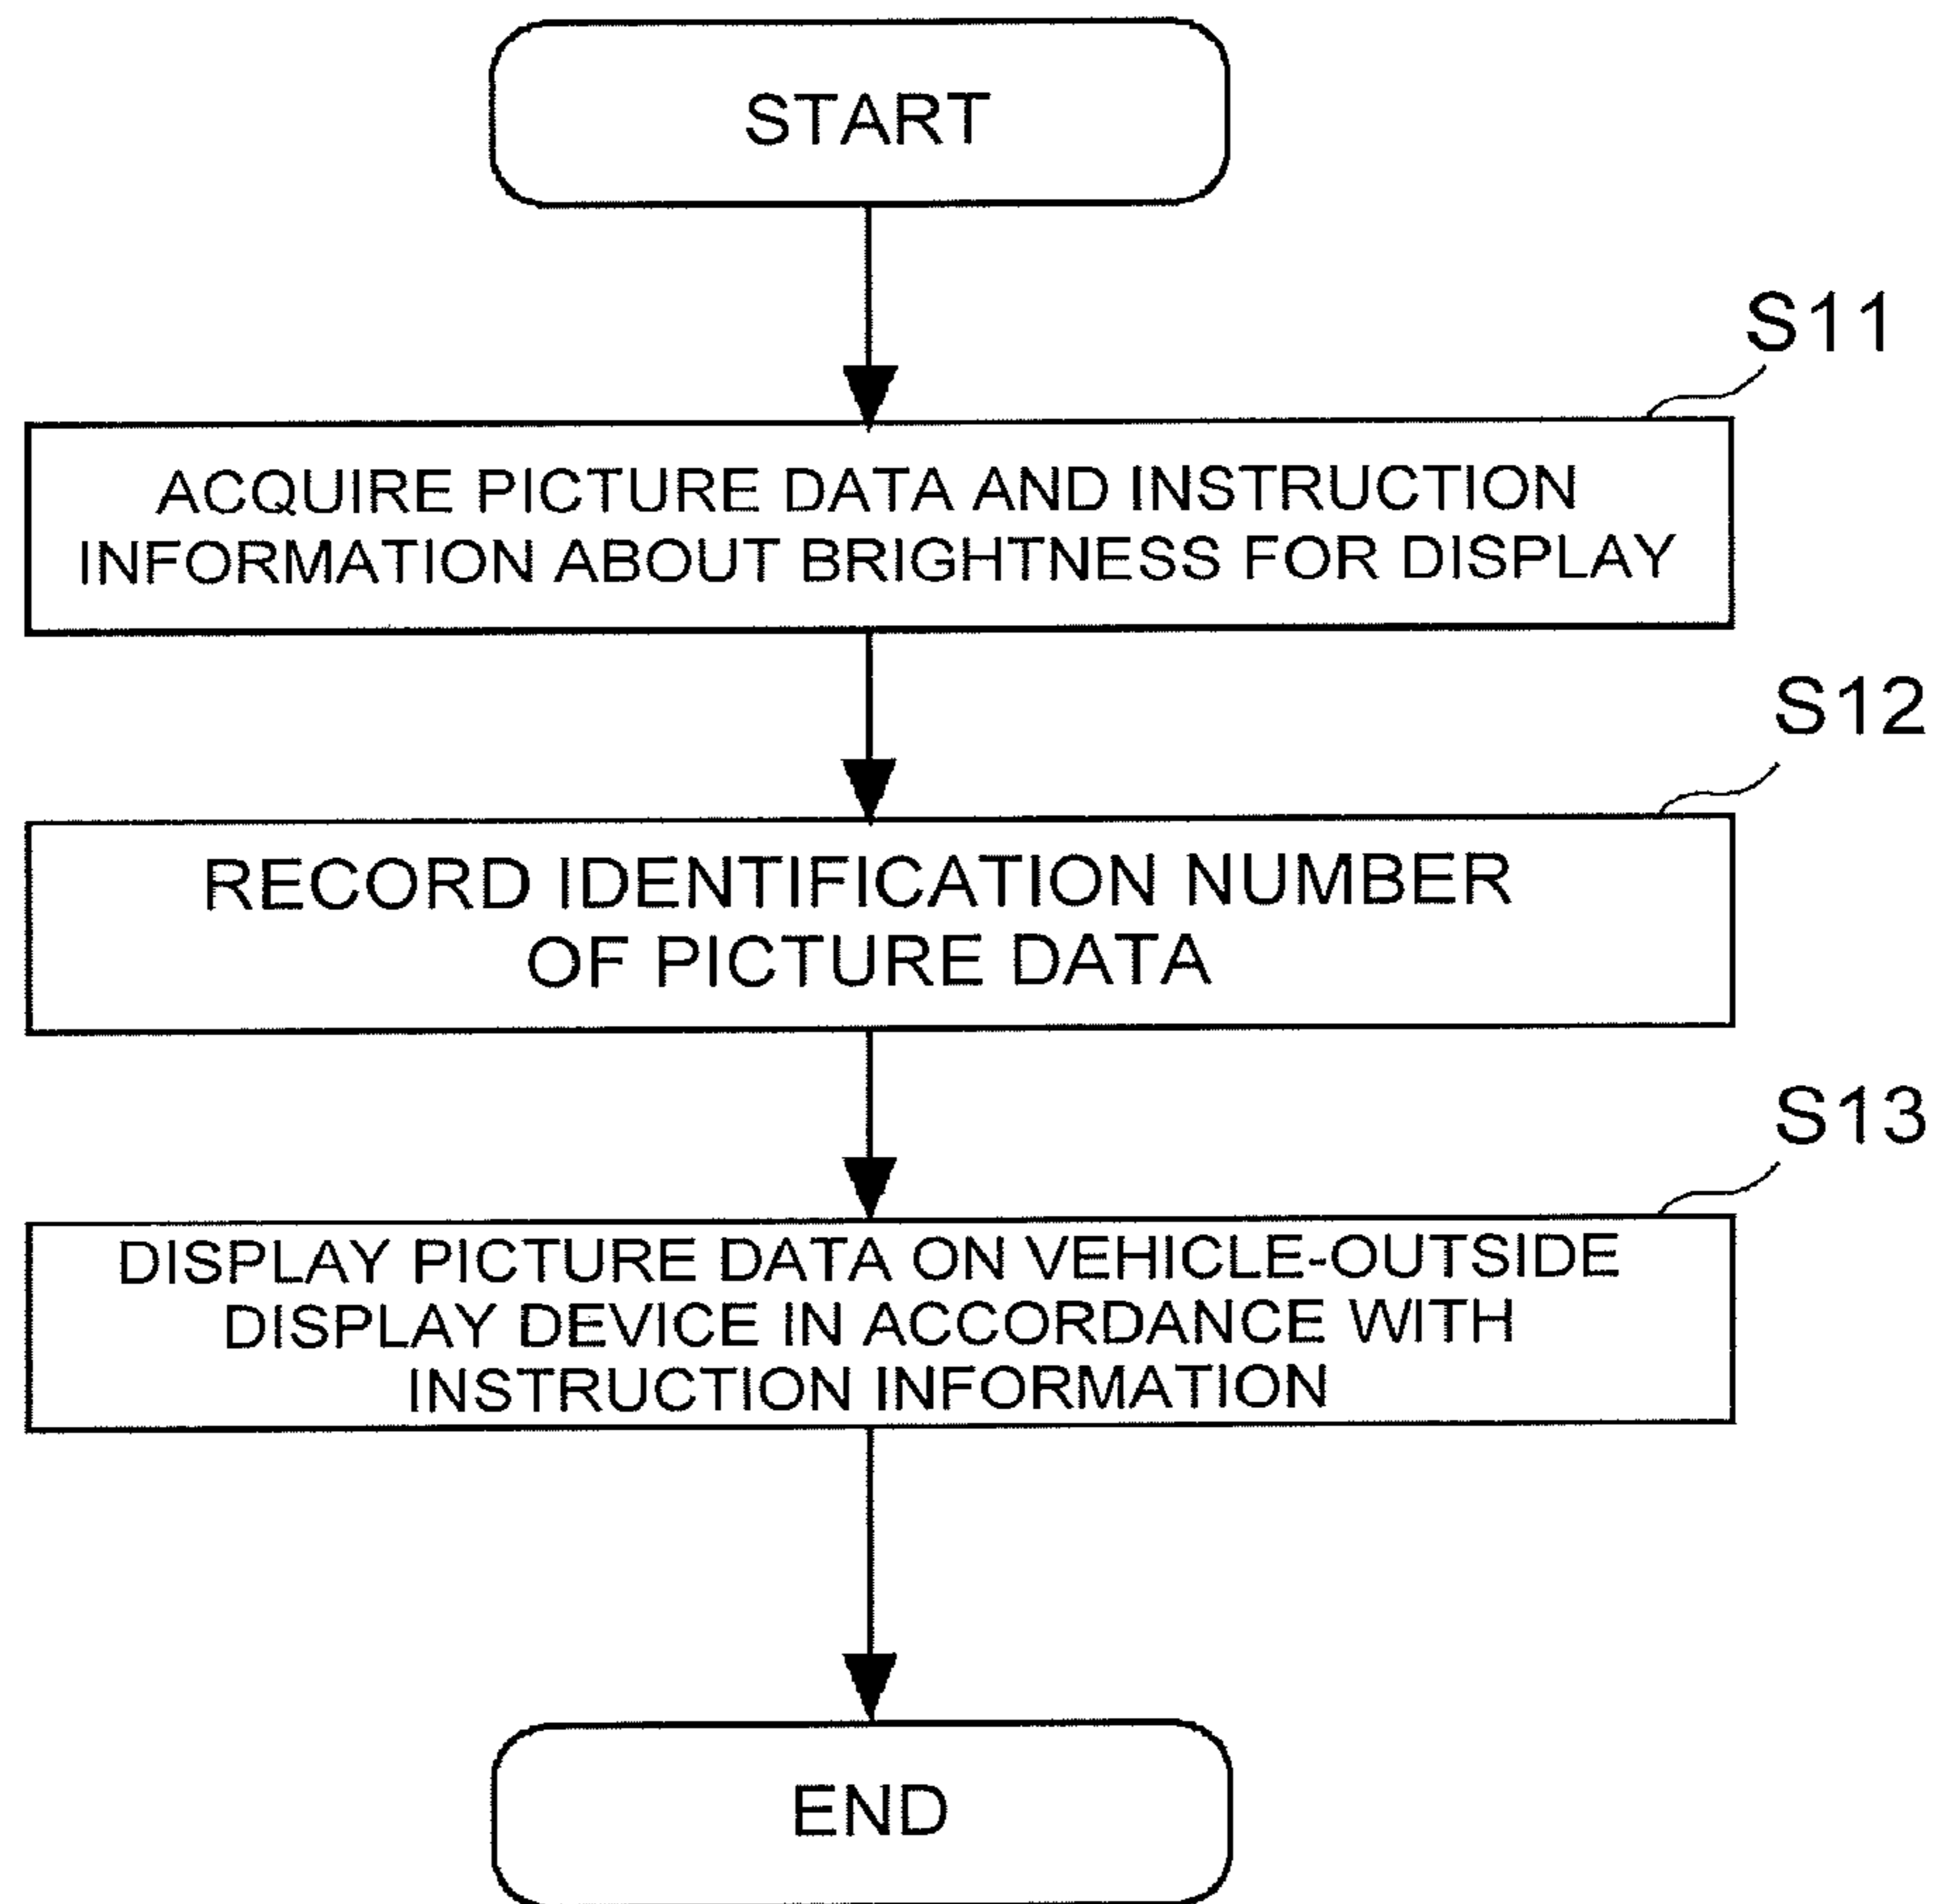 START
S11
ACQUIRE PICTURE DATA AND INSTRUCTION
INFORMATION ABOUT BRIGHTNESS FOR DISPLAY
S12
RECORD IDENTIFICATION NUMBER
OF PICTURE DATA
S13
DISPLAY PICTURE DATA ON VEHICLE-OUTSIDE
DISPLAY DEVICE IN ACCORDANCE WITH
INSTRUCTION INFORMATION
END